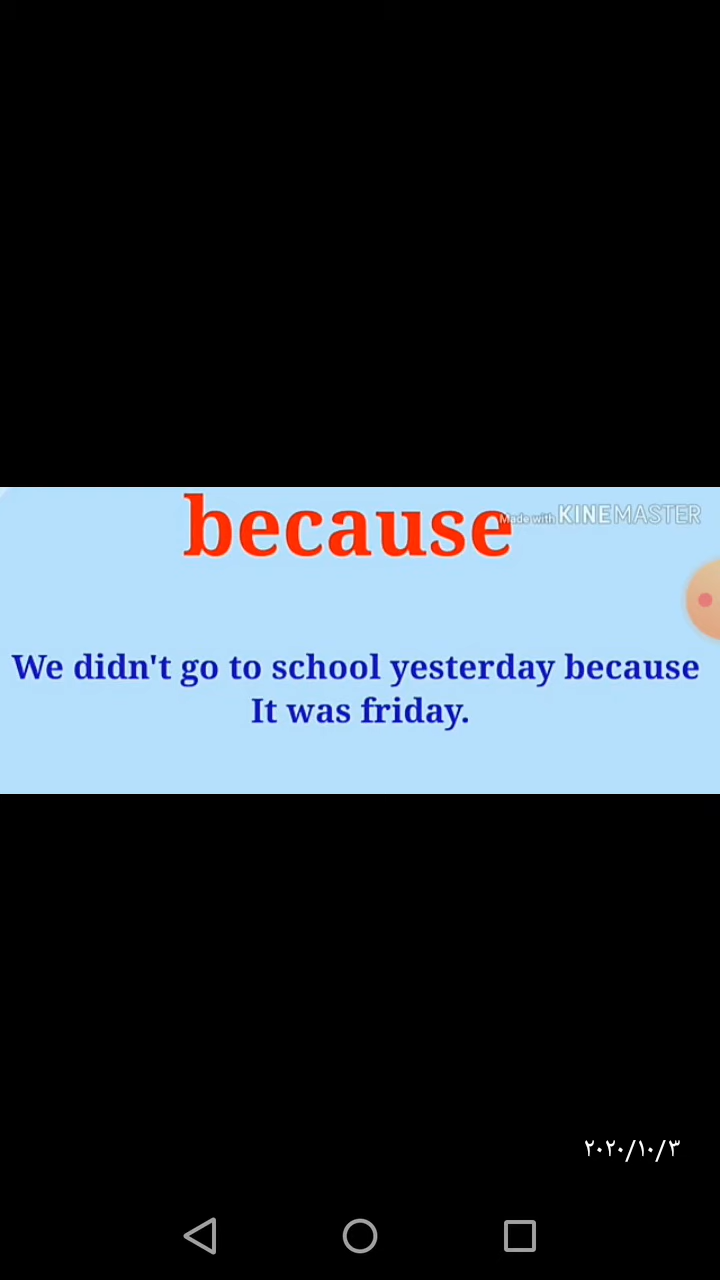 because
Made with KINEMASTER
We didn't go to school yesterday because
It was friday.
٢٠٢٠/١٠/٣